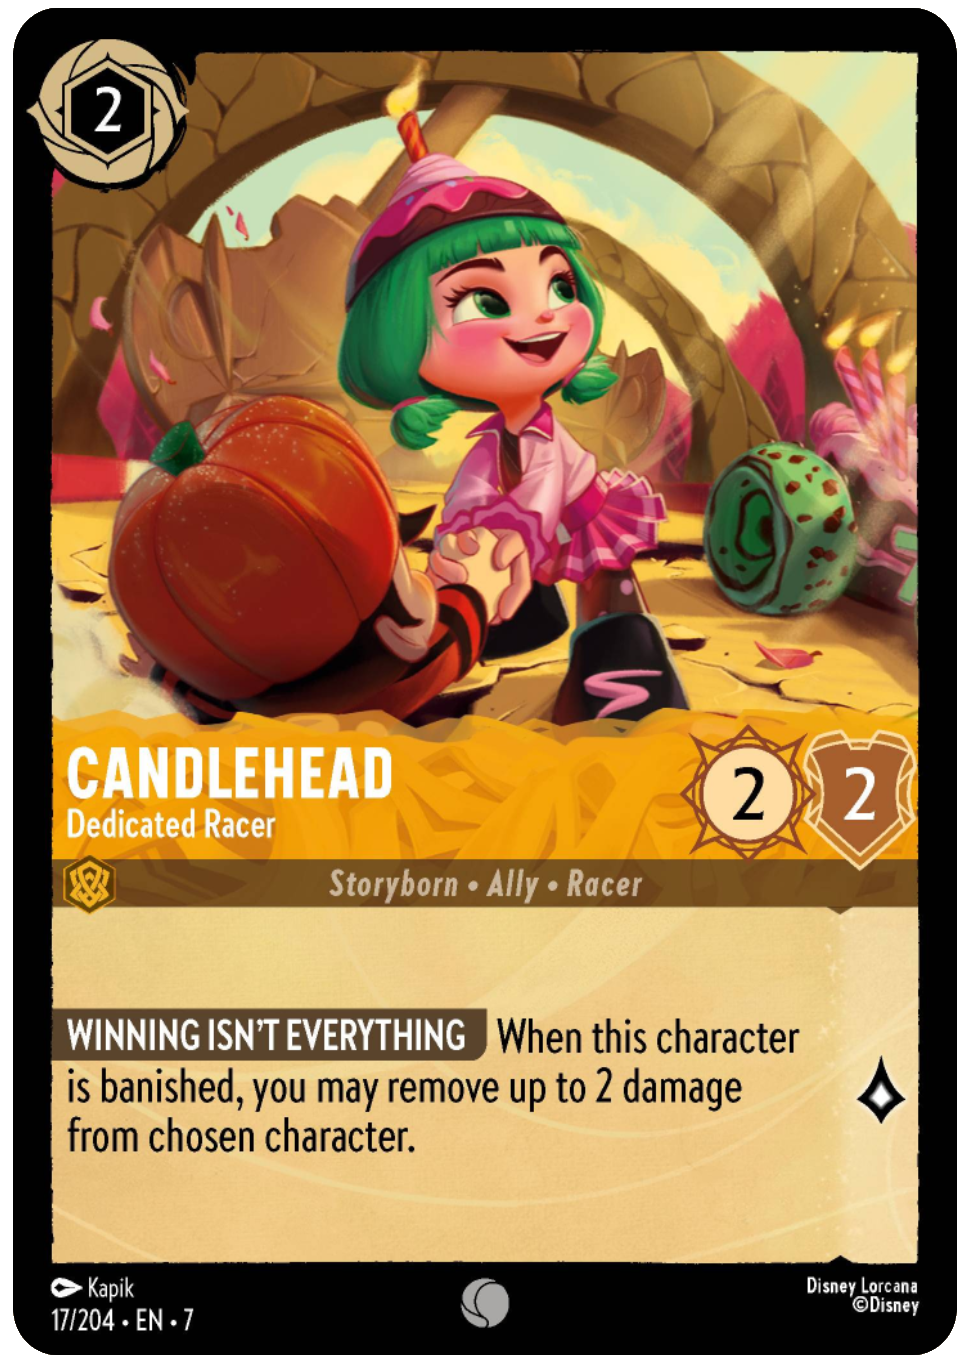 2
CANDLEHEAD
Dedicated Racer
2
2
Storyborn • Ally • Racer
WINNING ISN'T EVERYTHING When this character
is banished, you may remove up to 2 damage
from chosen character.
Kapik
17/204 • EN • 7
Disney Lorcana
©Disney